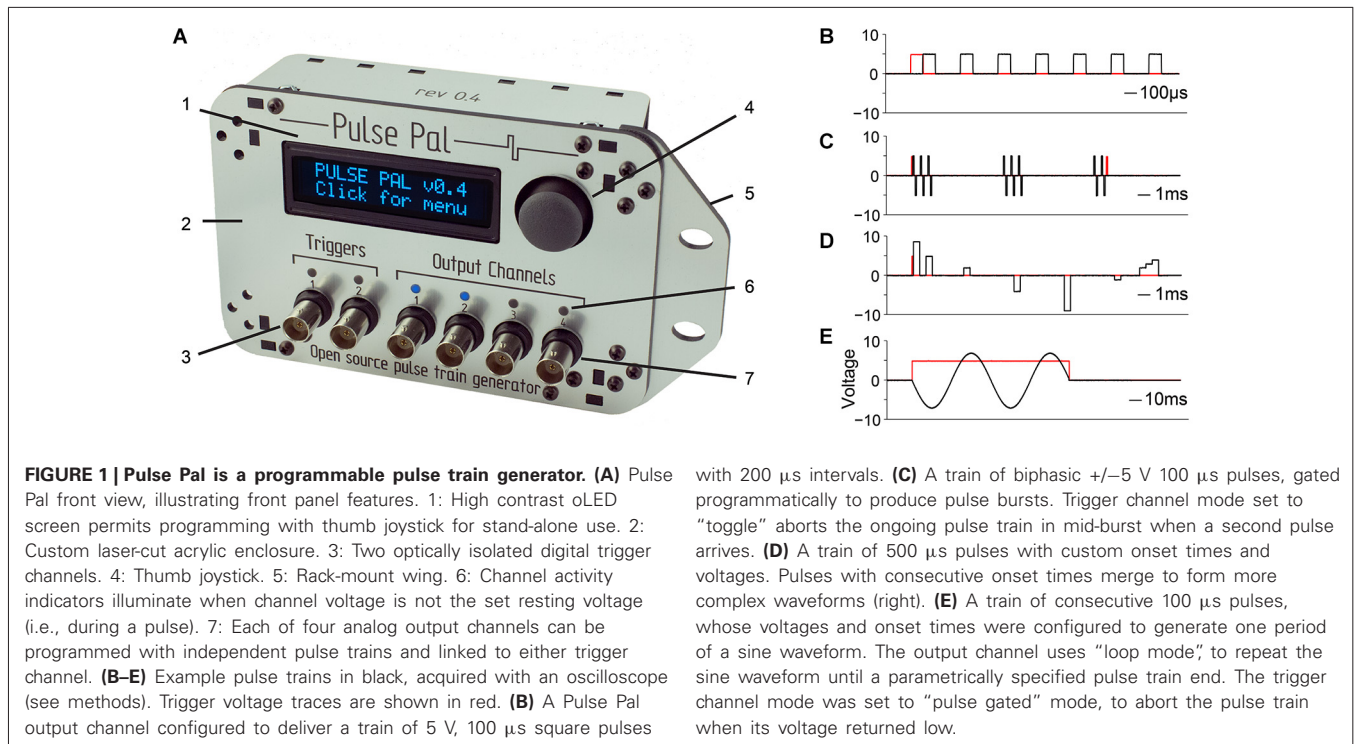 A
rev 0.4
Pulse Pal
PULSE PAL v0.4
Click for menu
Triggers
Output Channels
1
2
1
2
3
4
Open source pulse train generator
1
2
3
4
5
6
7
B
10
0
−10
100µs
C
10
0
−10
1ms
D
10
0
−10
1ms
E
Voltage
10
0
−10
10ms
FIGURE 1 | Pulse Pal is a programmable pulse train generator. (A) Pulse
Pal front view, illustrating front panel features. 1: High contrast oLED
screen permits programming with thumb joystick for stand-alone use. 2:
Custom laser-cut acrylic enclosure. 3: Two optically isolated digital trigger
channels. 4: Thumb joystick. 5: Rack-mount wing. 6: Channel activity
indicators illuminate when channel voltage is not the set resting voltage
(i.e., during a pulse). 7: Each of four analog output channels can be
programmed with independent pulse trains and linked to either trigger
channel. (B–E) Example pulse trains in black, acquired with an oscilloscope
(see methods). Trigger voltage traces are shown in red. (B) A Pulse Pal
output channel configured to deliver a train of 5 V, 100 µs square pulses
with 200 µs intervals. (C) A train of biphasic +/−5 V 100 µs pulses, gated
programmatically to produce pulse bursts. Trigger channel mode set to
“toggle” aborts the ongoing pulse train in mid-burst when a second pulse
arrives. (D) A train of 500 µs pulses with custom onset times and
voltages. Pulses with consecutive onset times merge to form more
complex waveforms (right). (E) A train of consecutive 100 µs pulses,
whose voltages and onset times were configured to generate one period
of a sine waveform. The output channel uses “loop mode”, to repeat the
sine waveform until a parametrically specified pulse train end. The trigger
channel mode was set to “pulse gated” mode, to abort the pulse train
when its voltage returned low.